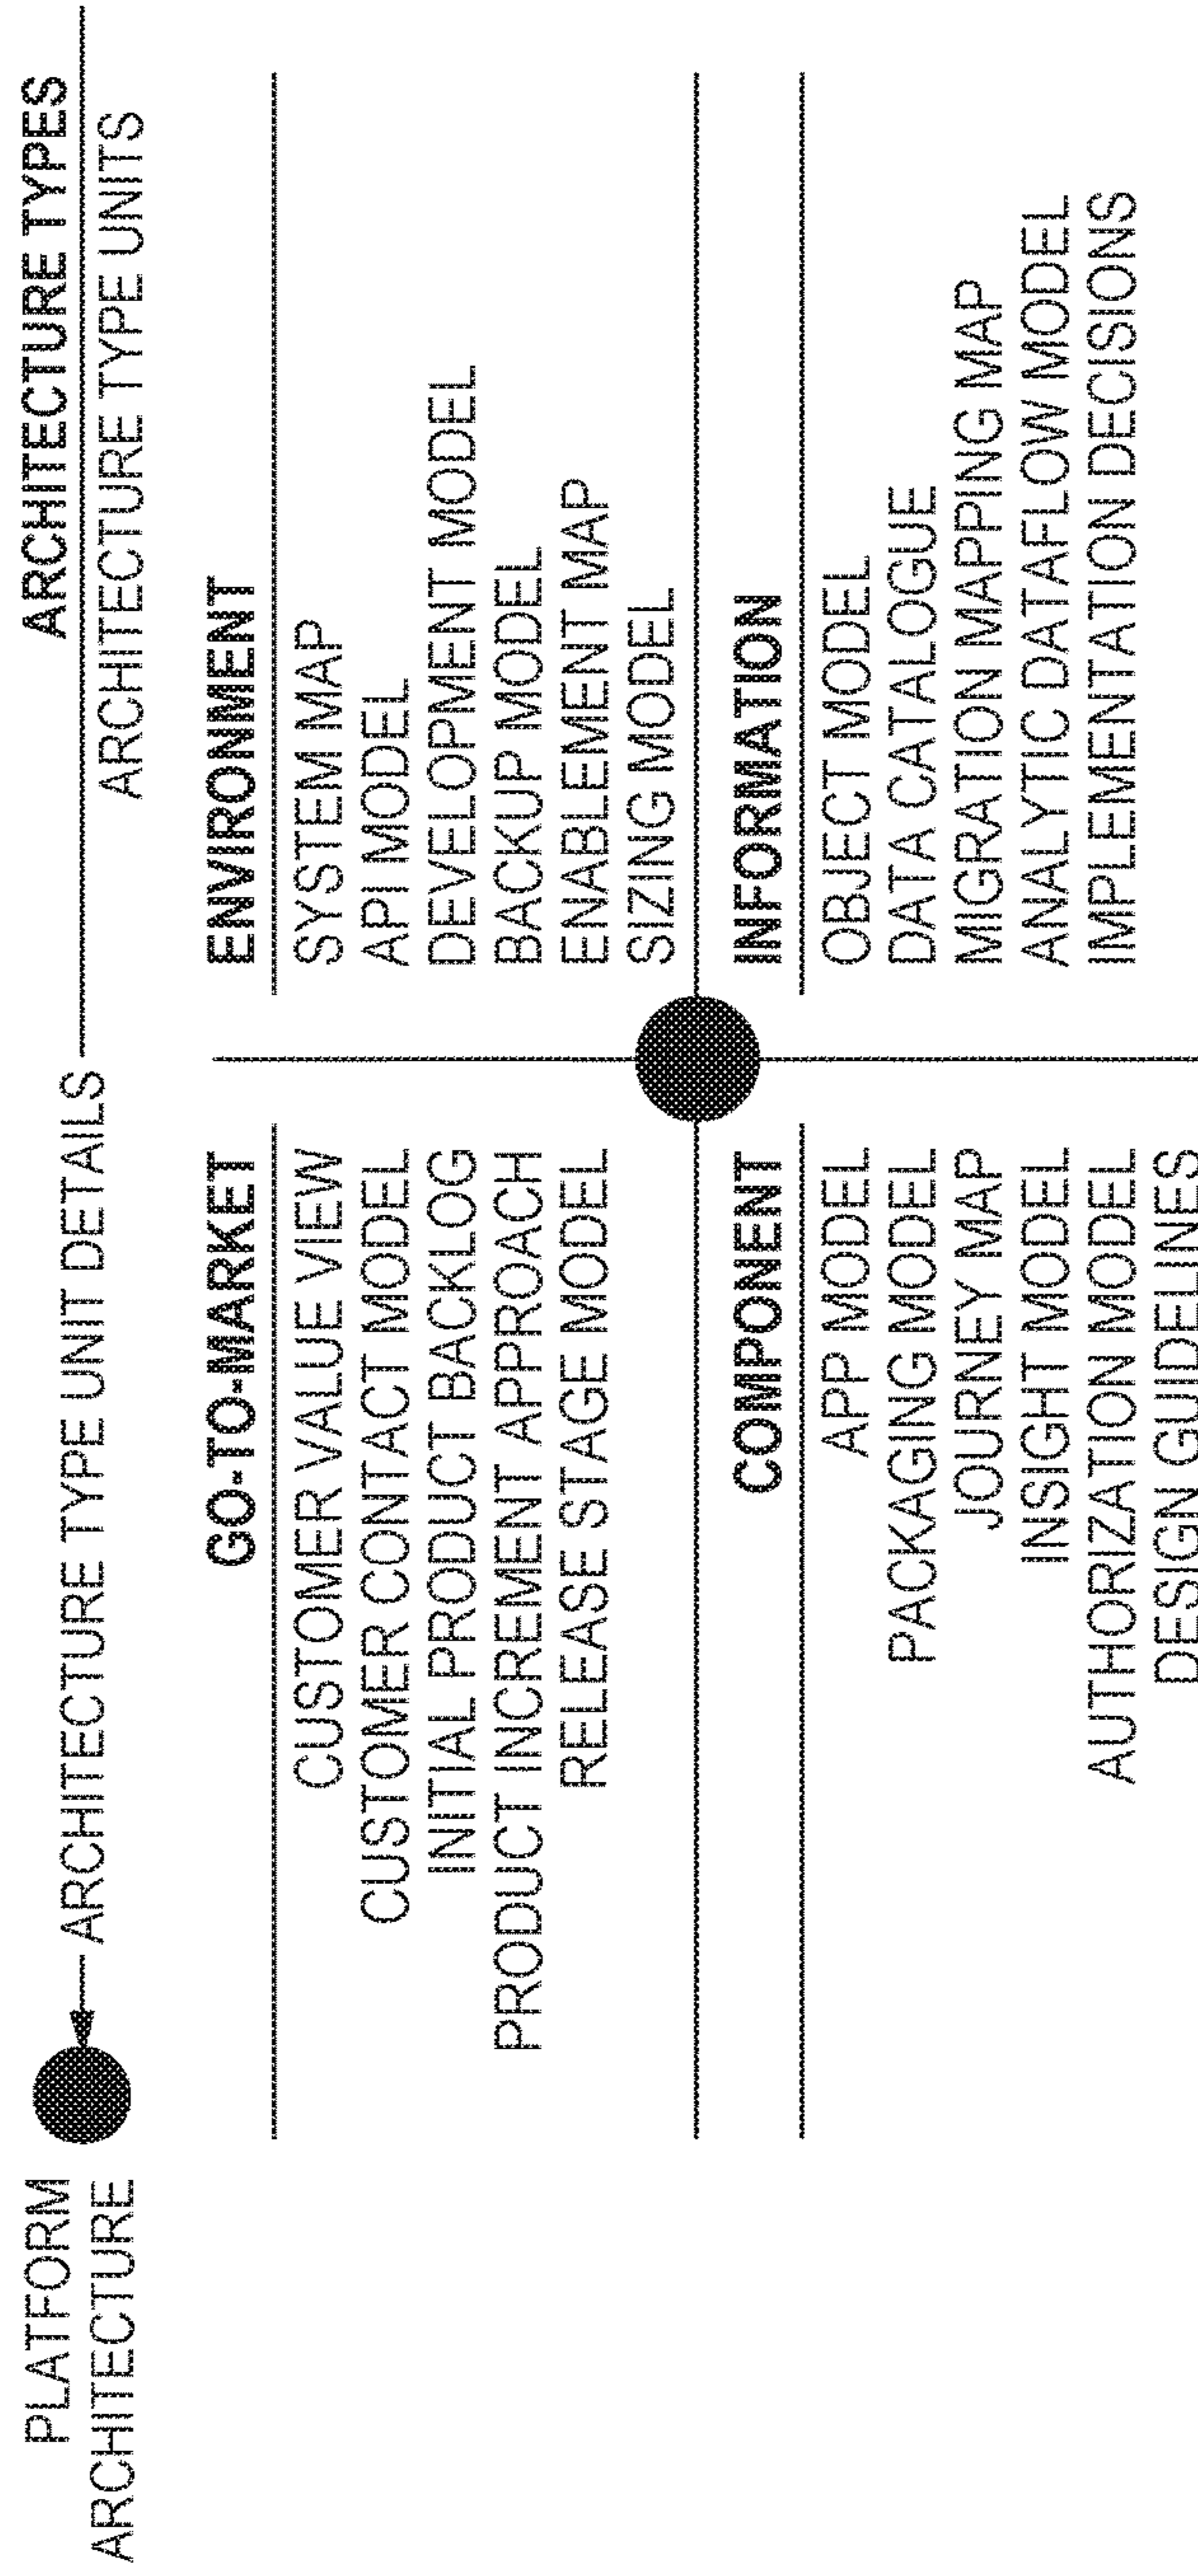 PLATFORM
ARCHITECTURE
ARCHITECTURE TYPE UNIT DETAILS
ARCHITECTURE TYPES
ARCHITECTURE TYPE UNITS
GO-TO-MARKET
CUSTOMER VALUE VIEW
CUSTOMER CONTACT MODEL
INITIAL PRODUCT BACKLOG
PRODUCT INCREMENT APPROACH
RELEASE STAGE MODEL
ENVIRONMENT
SYSTEM MAP
API MODEL
DEVELOPMENT MODEL
BACKUP MODEL
ENABLEMENT MAP
SIZING MODEL
COMPONENT
APP MODEL
PACKAGING MODEL
JOURNEY MAP
INSIGHT MODEL
AUTHORIZATION MODEL
DESIGN GUIDELINES
INFORMATION
OBJECT MODEL
DATA CATALOGUE
MIGRATION MAPPING MAP
ANALYTIC DATAFLOW MODEL
IMPLEMENTATION DECISIONS